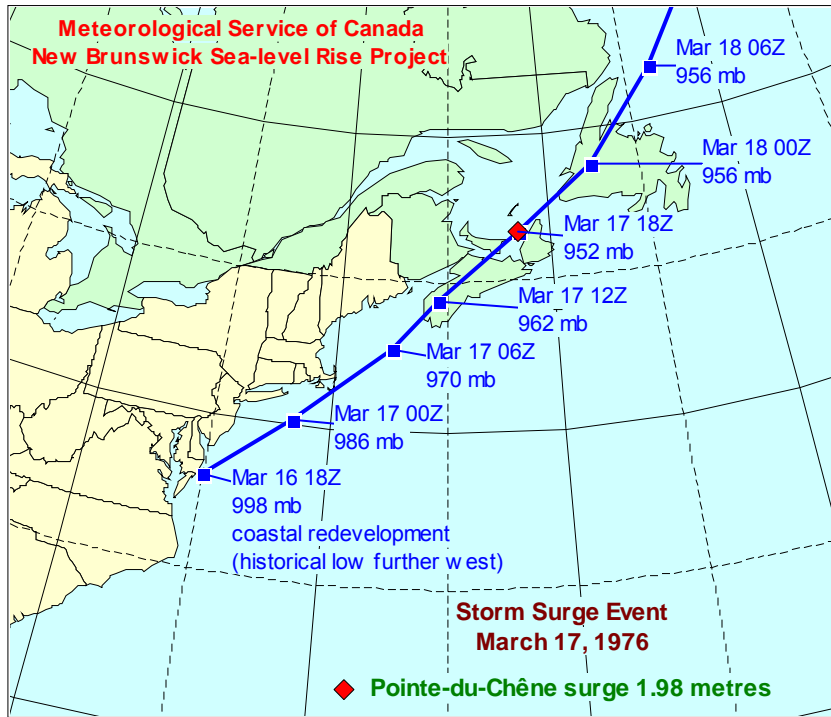 Meteorological Service of Canada
New Brunswick Sea-level Rise Project
Mar 18 06Z
956 mb
Mar 18 00Z
956 mb
Mar 17 18Z
952 mb
Mar 17 12Z
962 mb
Mar 17 06Z
970 mb
Mar 17 00Z
986 mb
Mar 16 18Z
998 mb
coastal redevelopment
(historical low further west)
Storm Surge Event
March 17, 1976
Pointe-du-Chêne surge 1.98 metres